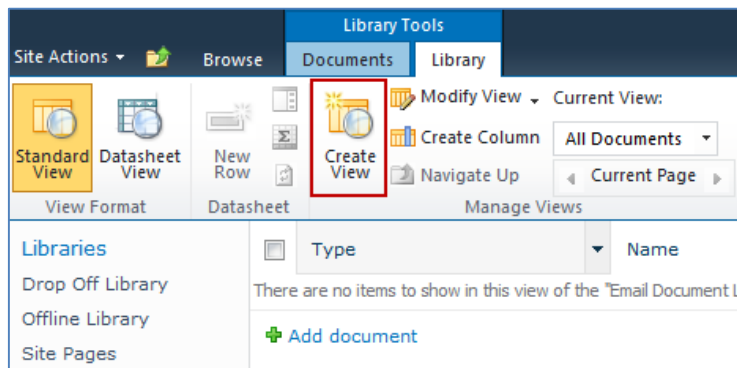 Library Tools
Site Actions Browse Documents Library
Standard View
Datasheet View
New Row
Create View
Modify View
Create Column
Navigate Up
Current View:
All Documents
Current Page
View Format Datasheet Manage Views
Libraries
Drop Off Library
Offline Library
Site Pages
Type Name
There are no items to show in this view of the "Email Document L
Add document